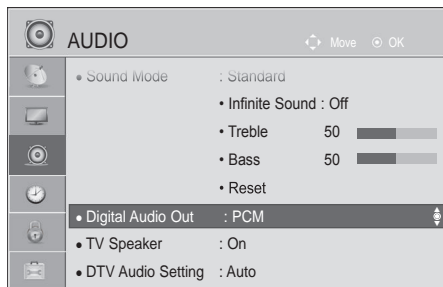 AUDIO
Move OK
• Sound Mode : Standard
• Infinite Sound : Off
• Treble 50
• Bass 50
• Reset
• Digital Audio Out : PCM
• TV Speaker : On
• DTV Audio Setting : Auto